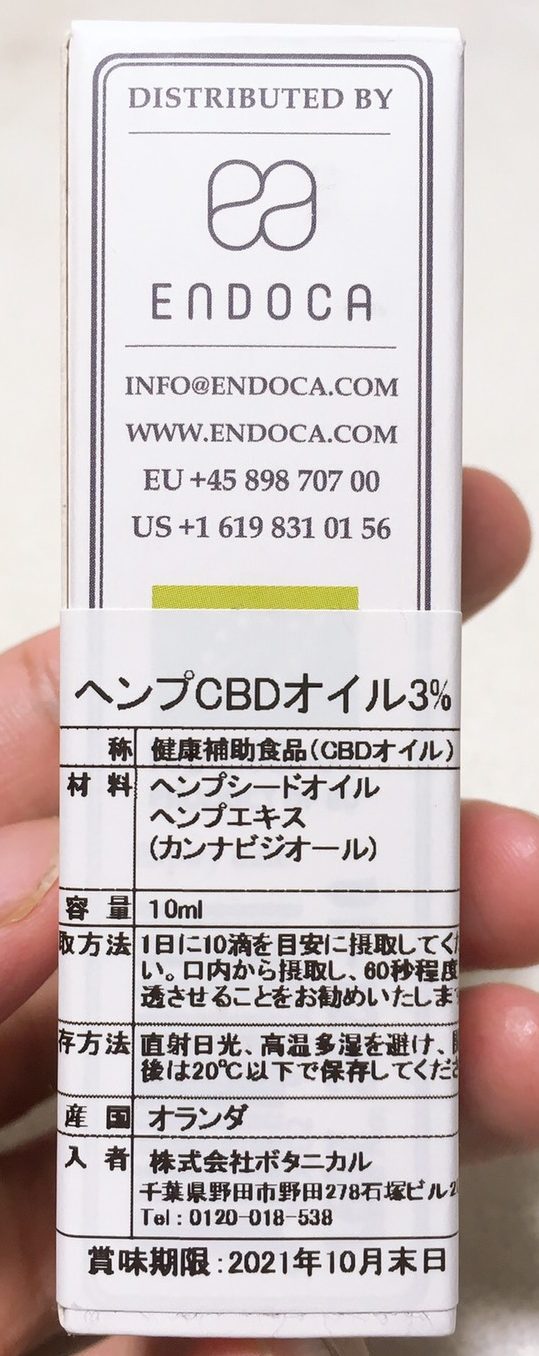 DISTRIBUTED BY
ENDOCA
INFO@ENDOCA.COM
WWW.ENDOCA.COM
EU +45 898 707 00
US +1 619 831 01 56
ヘンプCBDオイル3%
称 健康補助食品(CBDオイル)
材 料 ヘンプシードオイル
ヘンプエキス
(カンナビジオール)
容 量 10ml
取方法 1日に10滴を目安に摂取してくだ
い。口内から摂取し、60秒程度
透させることをお勧めいたしま
存方法 直射日光、高温多湿を避け、
後は20℃以下で保存してくださ
産 国 オランダ
入 者 株式会社ボタニカル
千葉県野田市野田278石塚ビル2
Tel:0120-018-538
賞味期限:2021年10月末日